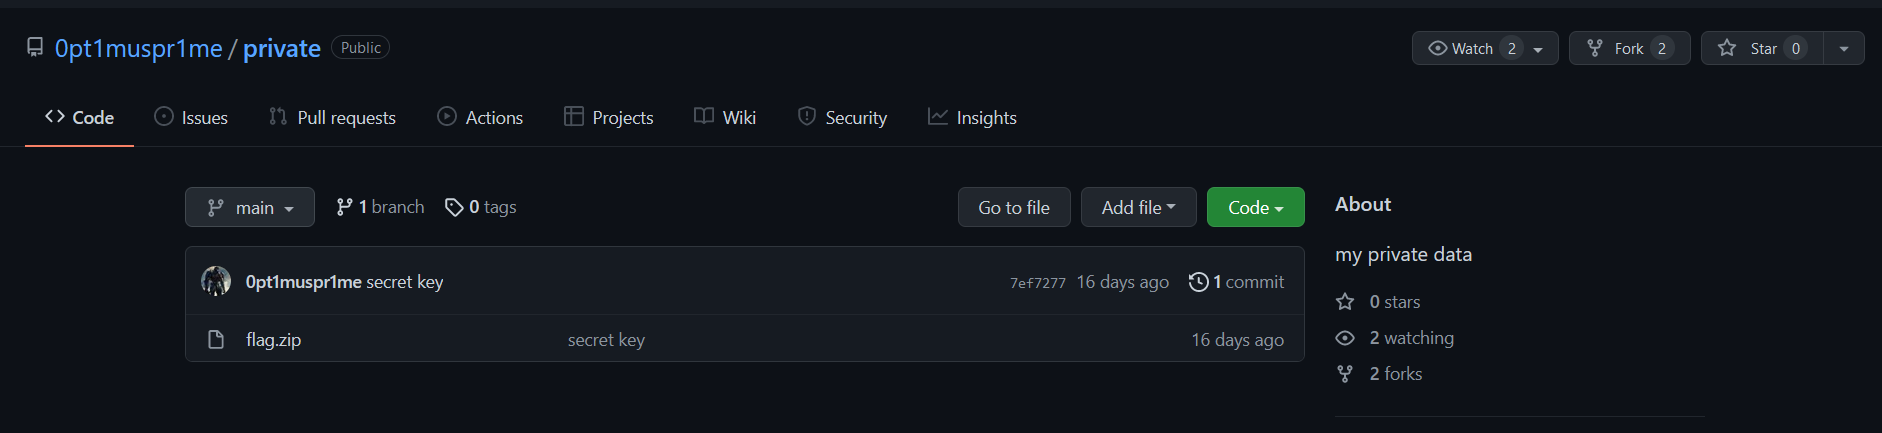 0pt1muspr1me / private Public Watch 2 Fork 2 Star 0
Code Issues Pull requests Actions Projects Wiki Security Insights
main 1 branch 0 tags Go to file Add file Code
About
my private data
0pt1muspr1me secret key 7ef7277 16 days ago 1 commit
0 stars
flag.zip secret key 16 days ago
2 watching
2 forks